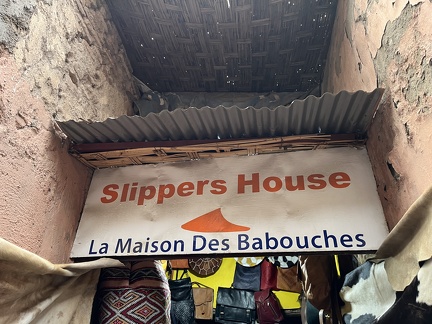 Slippers House
La Maison Des Babouches